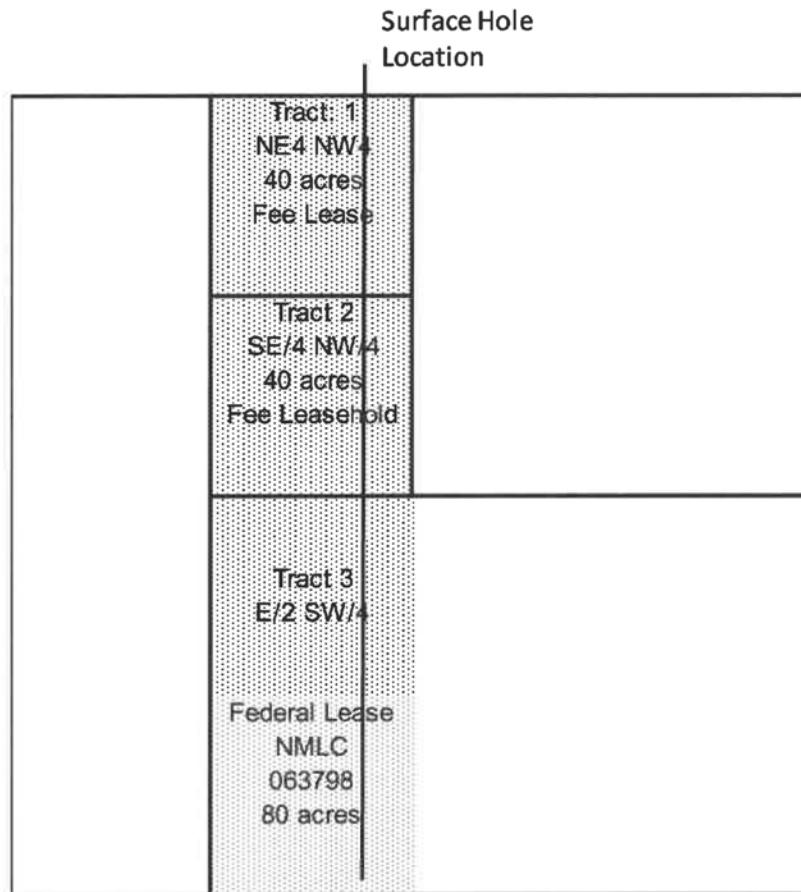 Surface Hole
Location
Tract: 1
NE4 NW4
40 acres
Fee Lease
Tract 2
SE/4 NW/4
40 acres
Fee Leasehold
Tract 3
E/2 SW/4
Federal Lease
NMLC
063798
80 acres